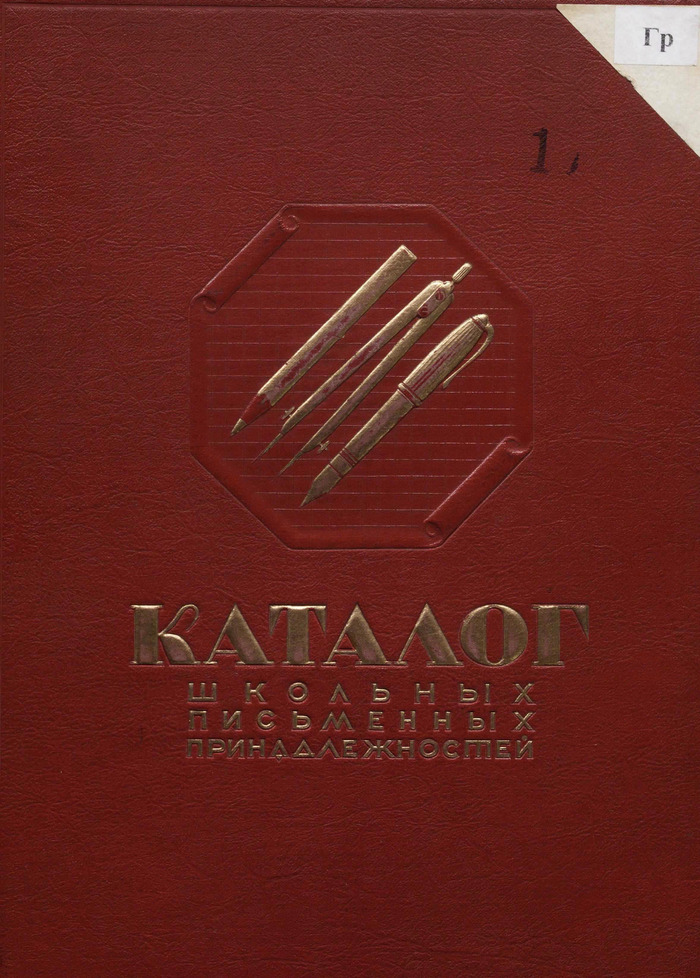 Гр
1,
КАТАЛОГ
ШКОЛЬНЫХ
ПИСЬМЕННЫХ
ПРИНАДЛЕЖНОСТЕЙ